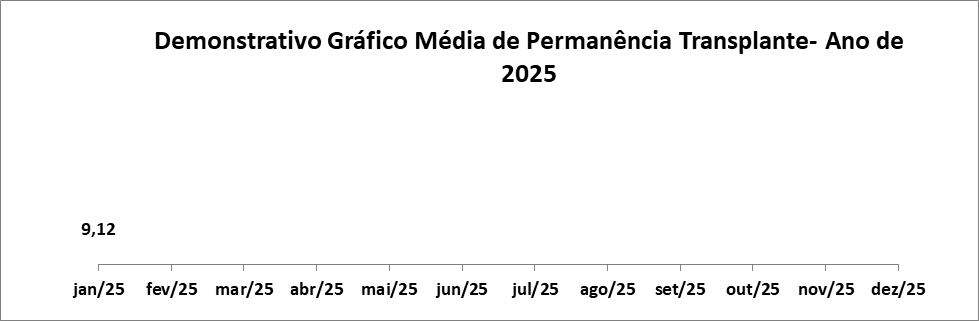 Demonstrativo Gráfico Média de Permanência Transplante- Ano de
2025
9,12
jan/25 fev/25 mar/25 abr/25 mai/25 jun/25 jul/25 ago/25 set/25 out/25 nov/25 dez/25